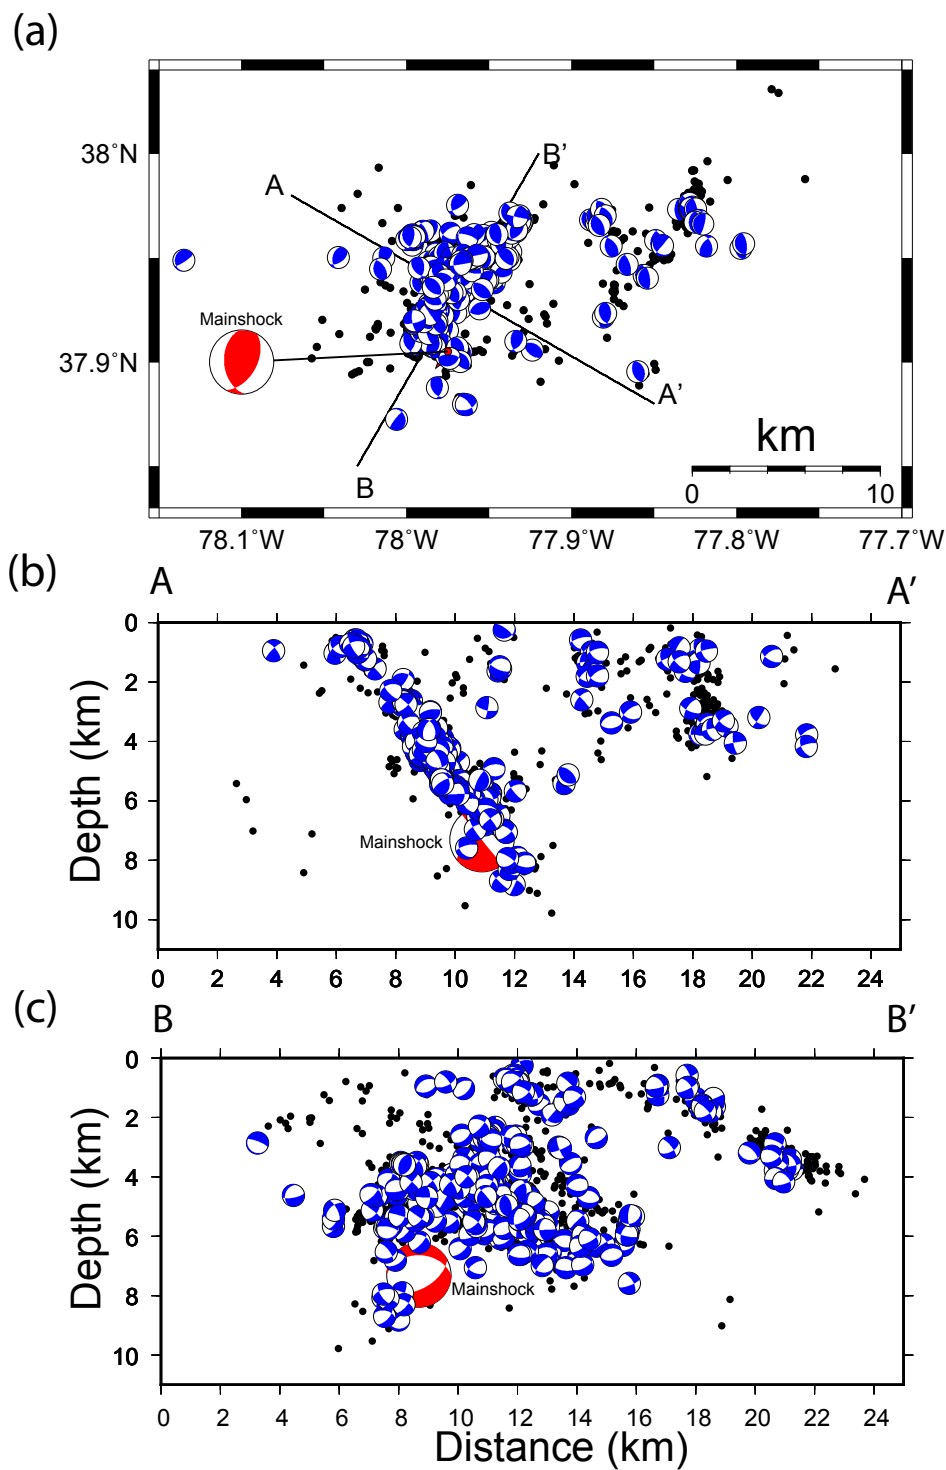 (a)
38°N
37.9°N
A
B'
Mainshock
A'
B
km
0 10
78.1°W 78°W 77.9°W 77.8°W 77.7°W
(b)
A A'
Depth (km)
0
2
4
6
8
10
Mainshock
0 2 4 6 8 10 12 14 16 18 20 22 24
(c)
B B'
Depth (km)
0
2
4
6
8
10
Mainshock
0 2 4 6 8 10 12 14 16 18 20 22 24
Distance (km)